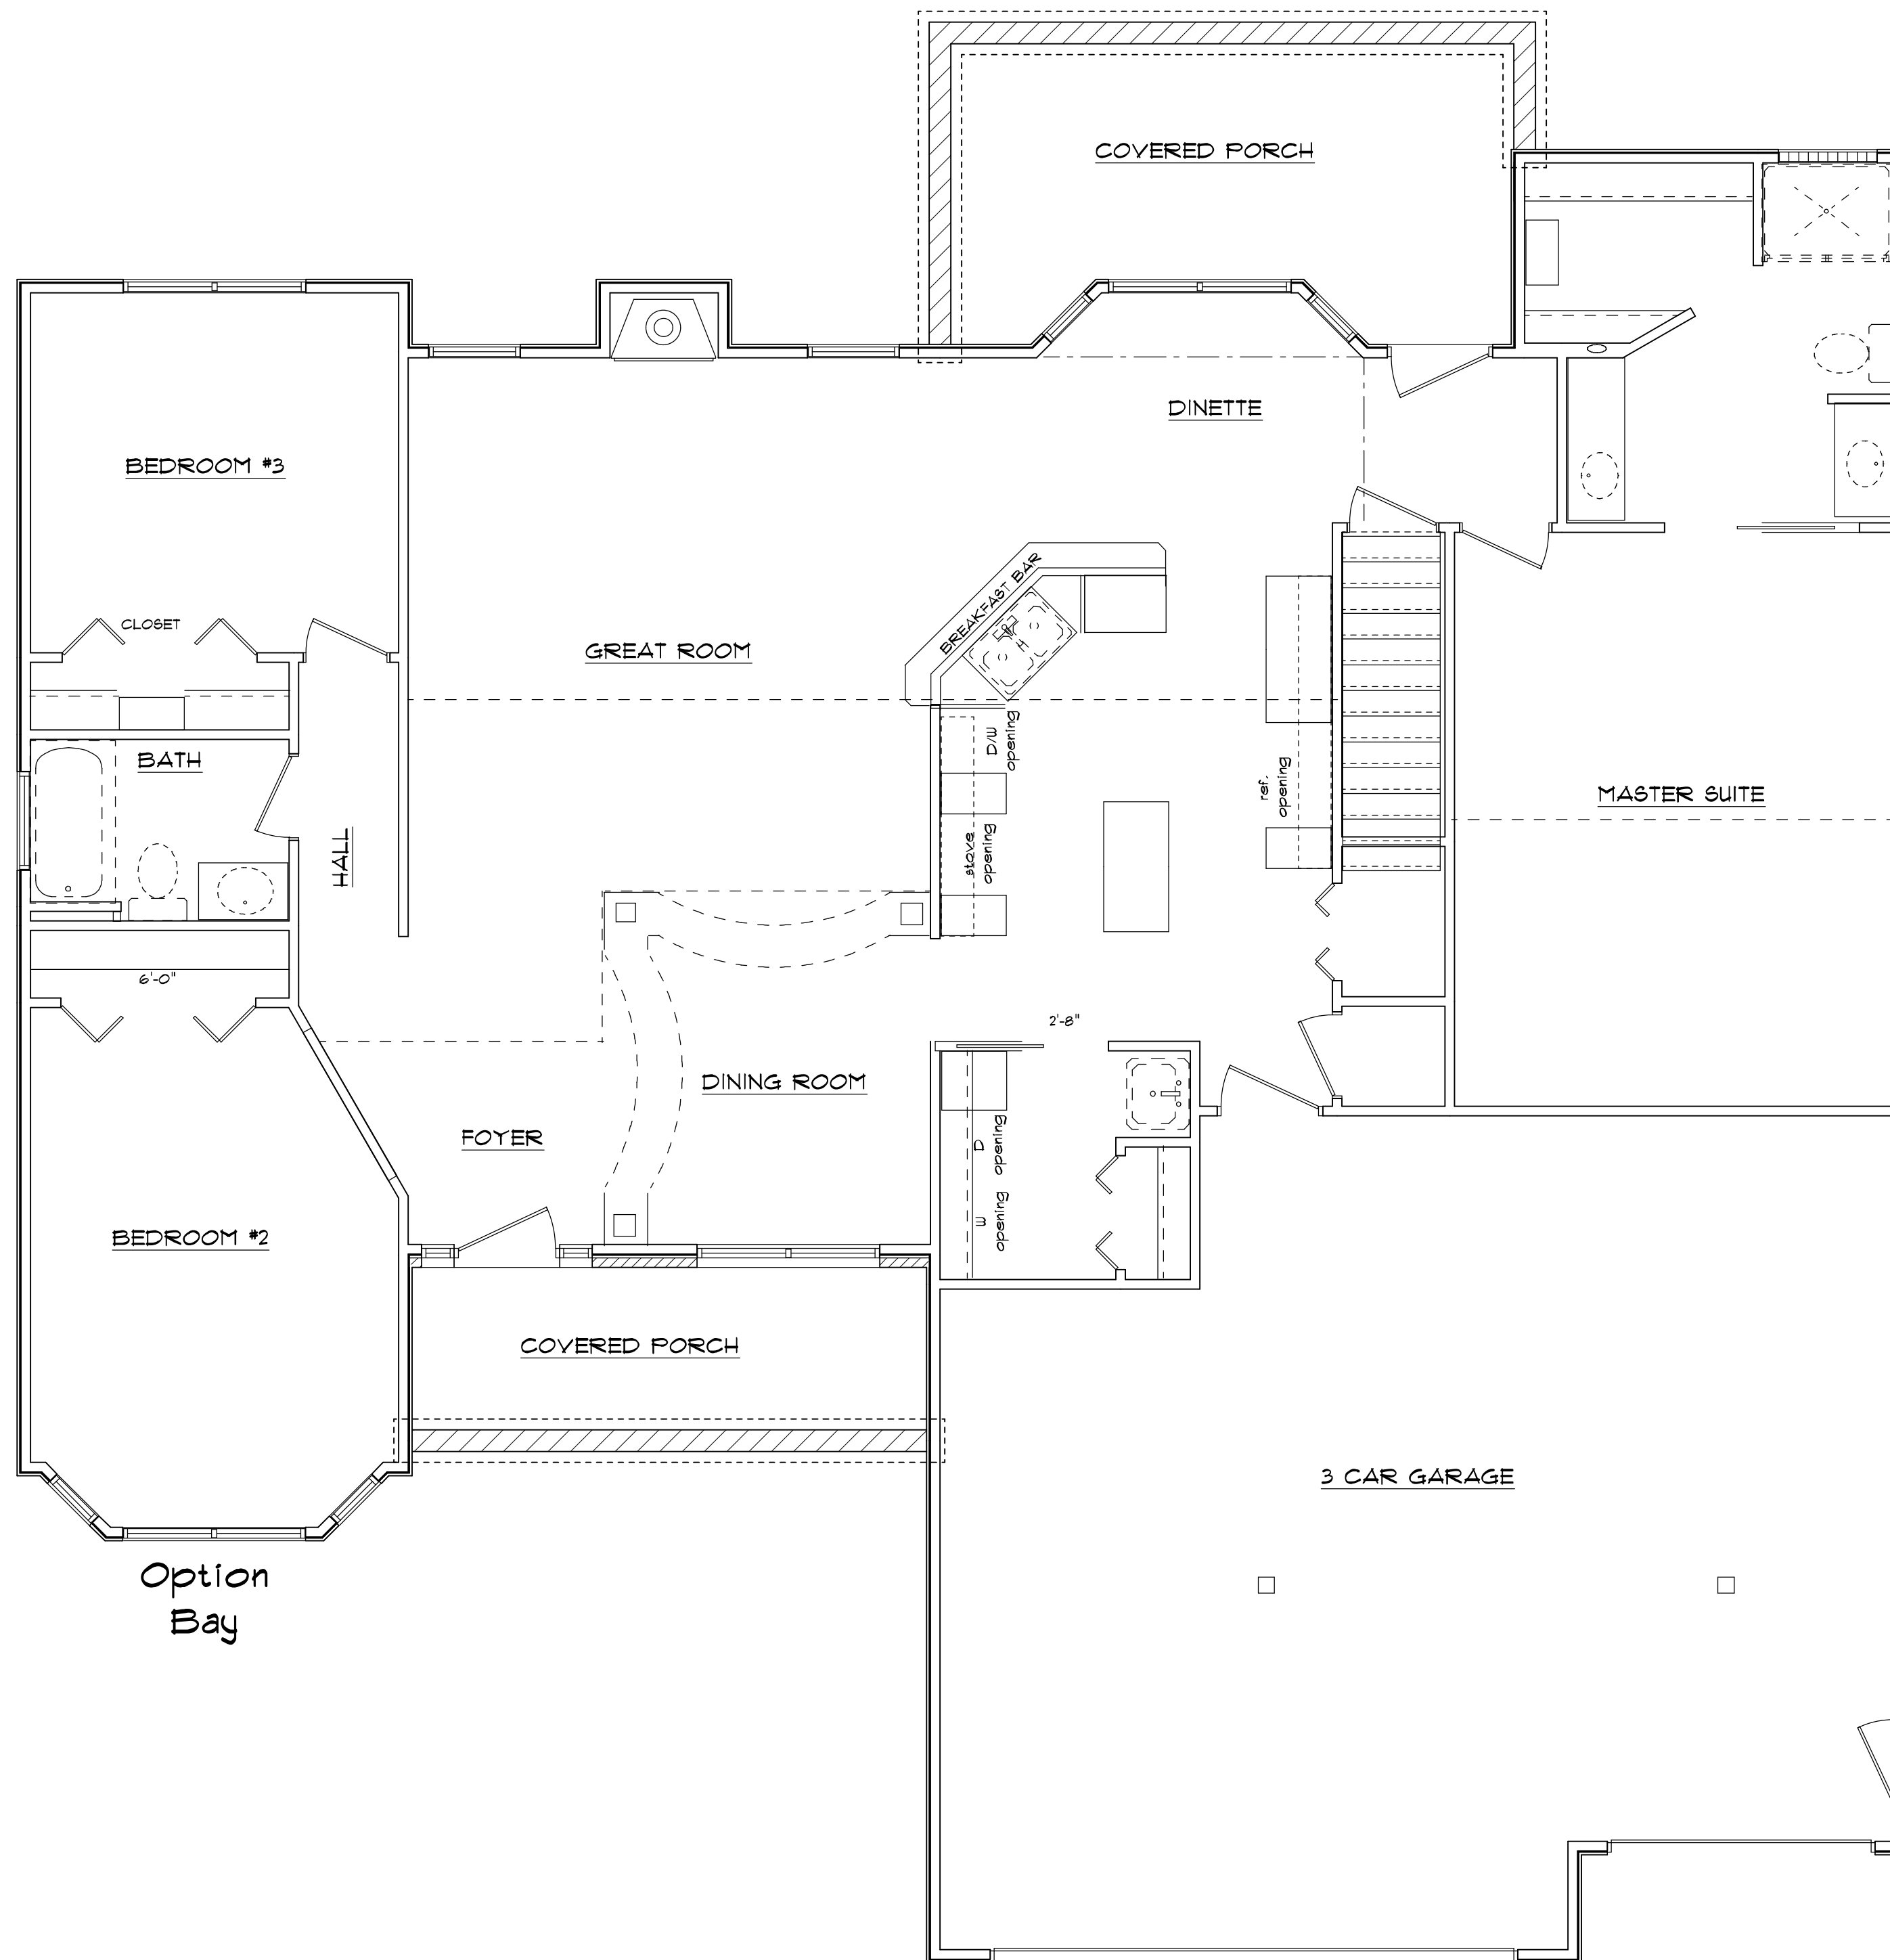 COVERED PORCH
DINETTE
BEDROOM #3
BREAKFAST BAR
CLOSET
GREAT ROOM
D/W
opening
BATH
ref.
opening
MASTER SUITE
HALL
stove
opening
6'-0"
2'-8"
DINING ROOM
FOYER
D
opening
W
opening
BEDROOM #2
COVERED PORCH
3 CAR GARAGE
Option
Bay